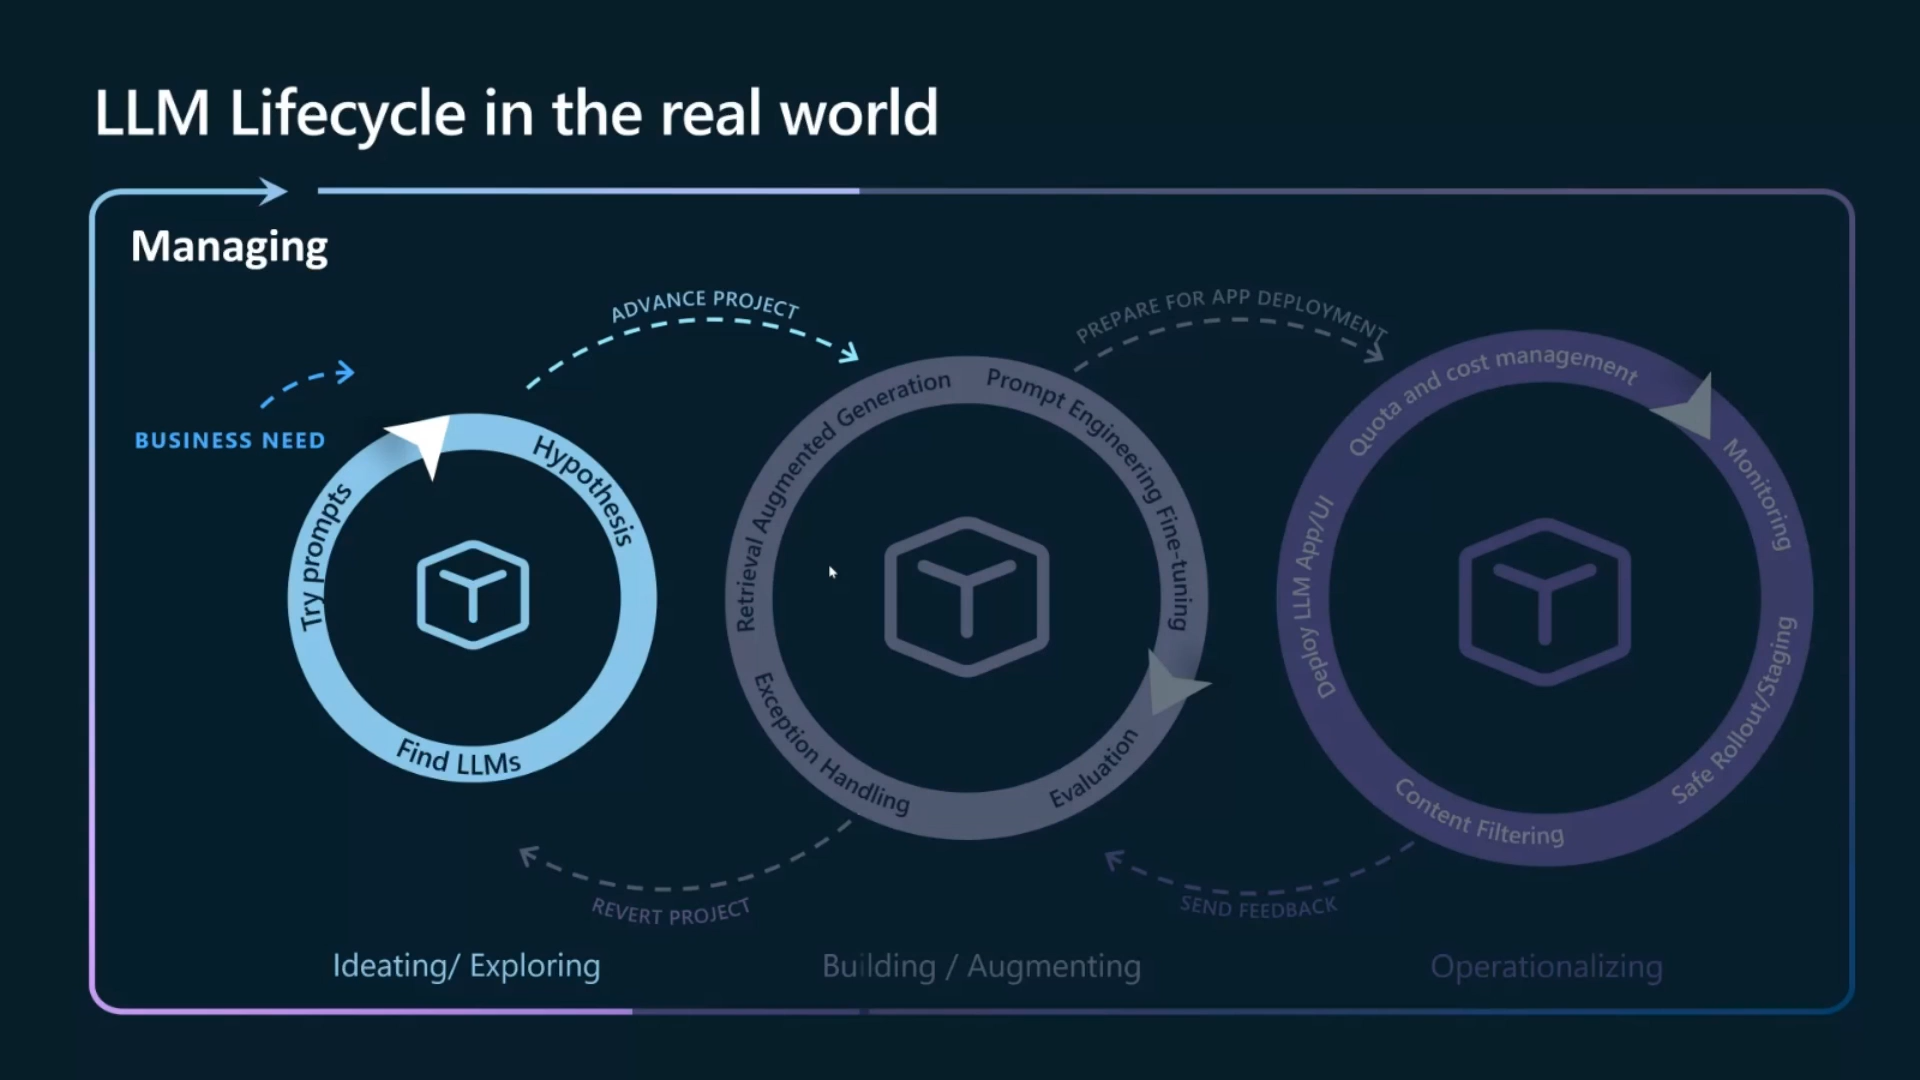 LLM Lifecycle in the real world
Managing
BUSINESS NEED
ADVANCE PROJECT
PREPARE FOR APP DEPLOYMENT
Try prompts
Hypothesis
Find LLMs
Retrieval Augmented Generation
Prompt Engineering Fine-tuning
Exception Handling
Evaluation
Quota and cost management
Monitoring
Deploy LLM App/UI
Safe Rollout/Staging
Content Filtering
REVERT PROJECT
SEND FEEDBACK
Ideating/ Exploring
Building / Augmenting
Operationalizing